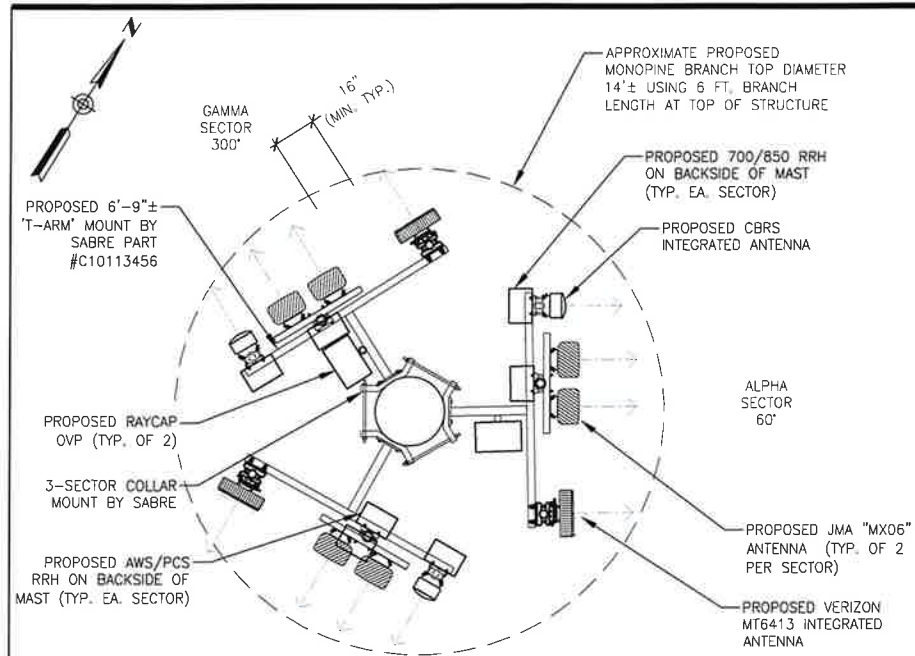 N
16"
(MIN. TYP.)
GAMMA
SECTOR
300°
APPROXIMATE PROPOSED
MONOPINE BRANCH TOP DIAMETER
14'± USING 6 FT. BRANCH
LENGTH AT TOP OF STRUCTURE
PROPOSED 700/850 RRH
ON BACKSIDE OF MAST
(TYP. EA. SECTOR)
PROPOSED 6'-9"±
'T-ARM' MOUNT BY
SABRE PART
#C10113456
PROPOSED CBRS
INTEGRATED ANTENNA
ALPHA
SECTOR
60°
PROPOSED RAYCAP
OVP (TYP. OF 2)
3-SECTOR COLLAR
MOUNT BY SABRE
PROPOSED AWS/PCS
RRH ON BACKSIDE OF
MAST (TYP. EA. SECTOR)
PROPOSED JMA "MX06"
ANTENNA (TYP. OF 2
PER SECTOR)
PROPOSED VERIZON
MT6413 INTEGRATED
ANTENNA